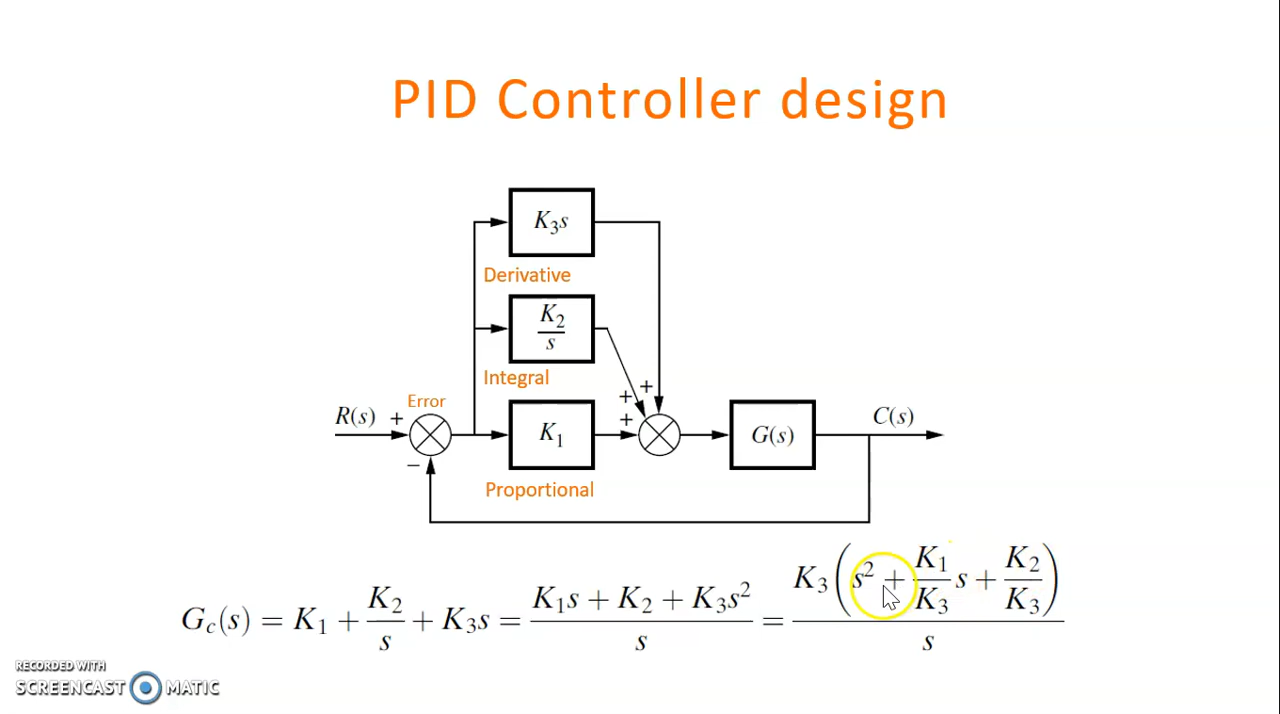 PID Controller design
K₃s
Derivative
K₂/s
Integral
Error
R(s) +
−
K₁
Proportional
+
+
+
G(s)
C(s)
G_c(s) = K₁ + K₂/s + K₃s = (K₁s + K₂ + K₃s²)/s = K₃(s² + K₁/K₃ s + K₂/K₃)/s
RECORDED WITH
SCREENCAST MATIC